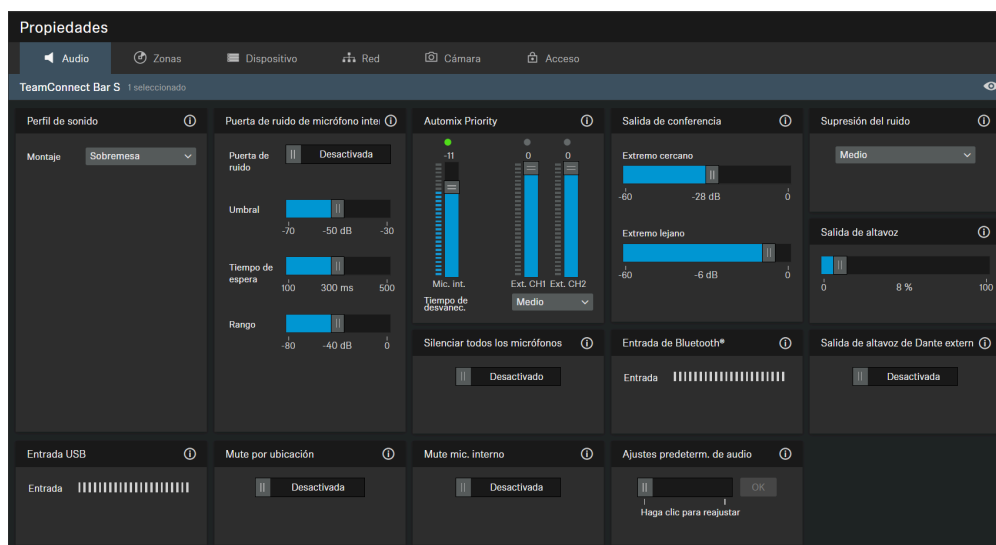 Propiedades
Audio
Zonas
Dispositivo
Red
Cámara
Acceso
TeamConnect Bar S 1 seleccionado
Perfil de sonido
Montaje
Sobremesa
Puerta de ruido de micrófono inter
Puerta de
ruido
Desactivada
Umbral
-70 -50 dB -30
Tiempo de
espera
100 300 ms 500
Rango
-80 -40 dB 0
Automix Priority
-11 0 0
Mic. int. Ext. CH1 Ext. CH2
Tiempo de
desvánec.
Medio
Salida de conferencia
Extremo cercano
-60 -28 dB 0
Extremo lejano
-60 -6 dB 0
Supresión del ruido
Medio
Salida de altavoz
0 8 % 100
Silenciar todos los micrófonos
Desactivado
Entrada de Bluetooth®
Entrada
Salida de altavoz de Dante extern
Desactivada
Entrada USB
Entrada
Mute por ubicación
Desactivada
Mute mic. interno
Desactivada
Ajustes predeterm. de audio
OK
Haga clic para reajustar